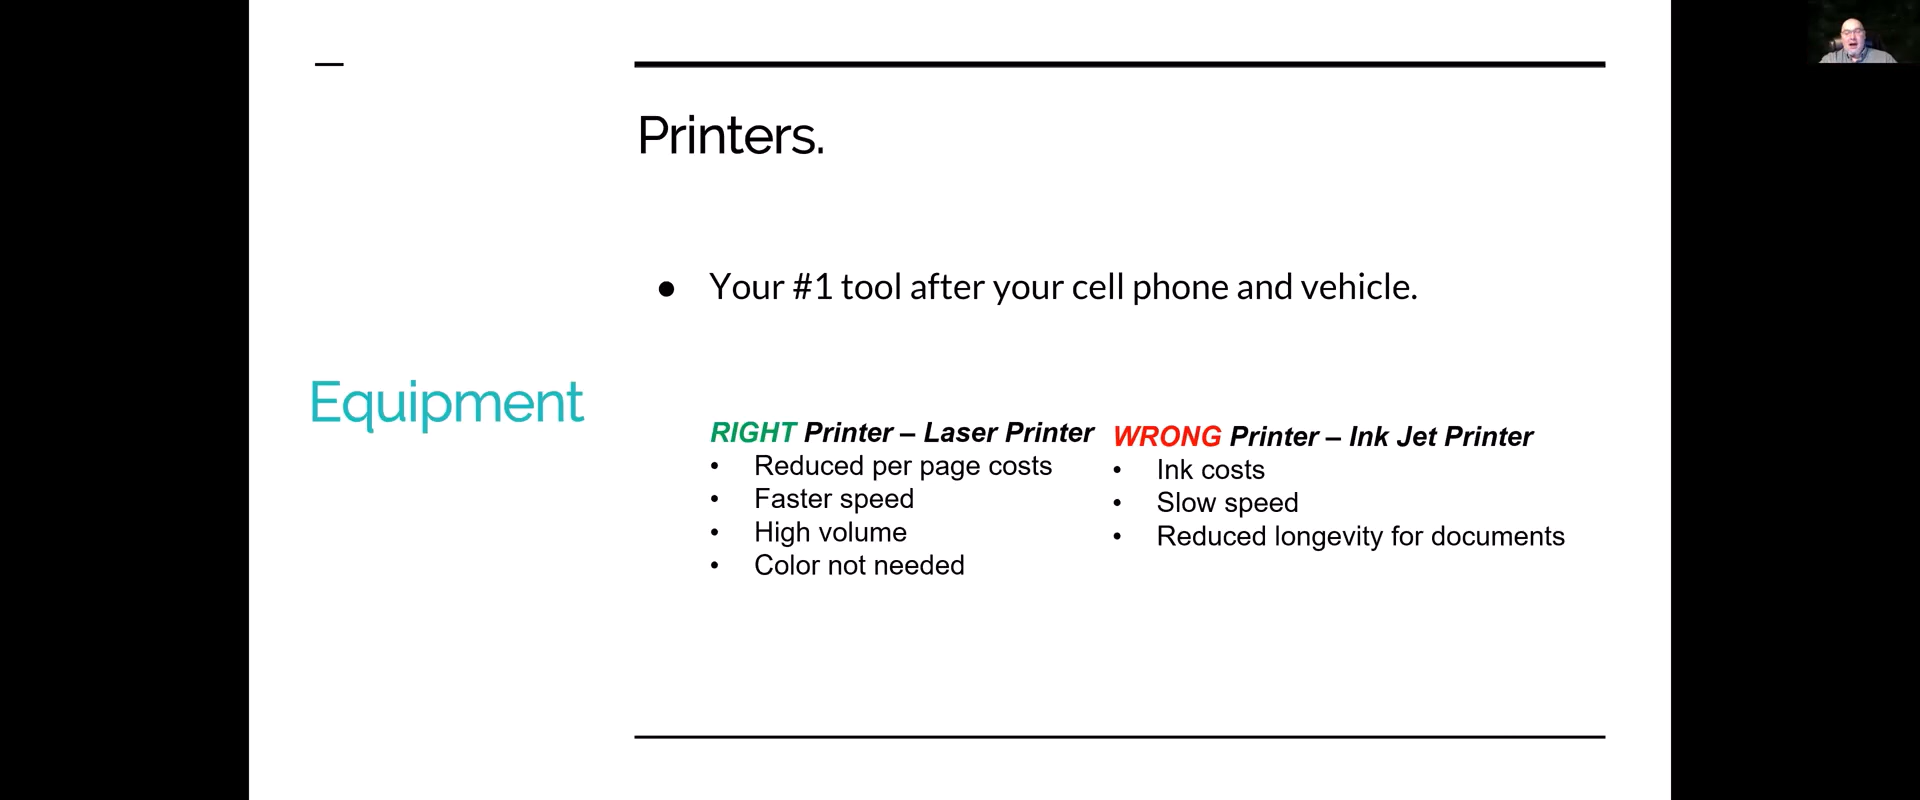 Printers.
● Your #1 tool after your cell phone and vehicle.
Equipment
RIGHT Printer – Laser Printer
• Reduced per page costs
• Faster speed
• High volume
• Color not needed
WRONG Printer – Ink Jet Printer
• Ink costs
• Slow speed
• Reduced longevity for documents